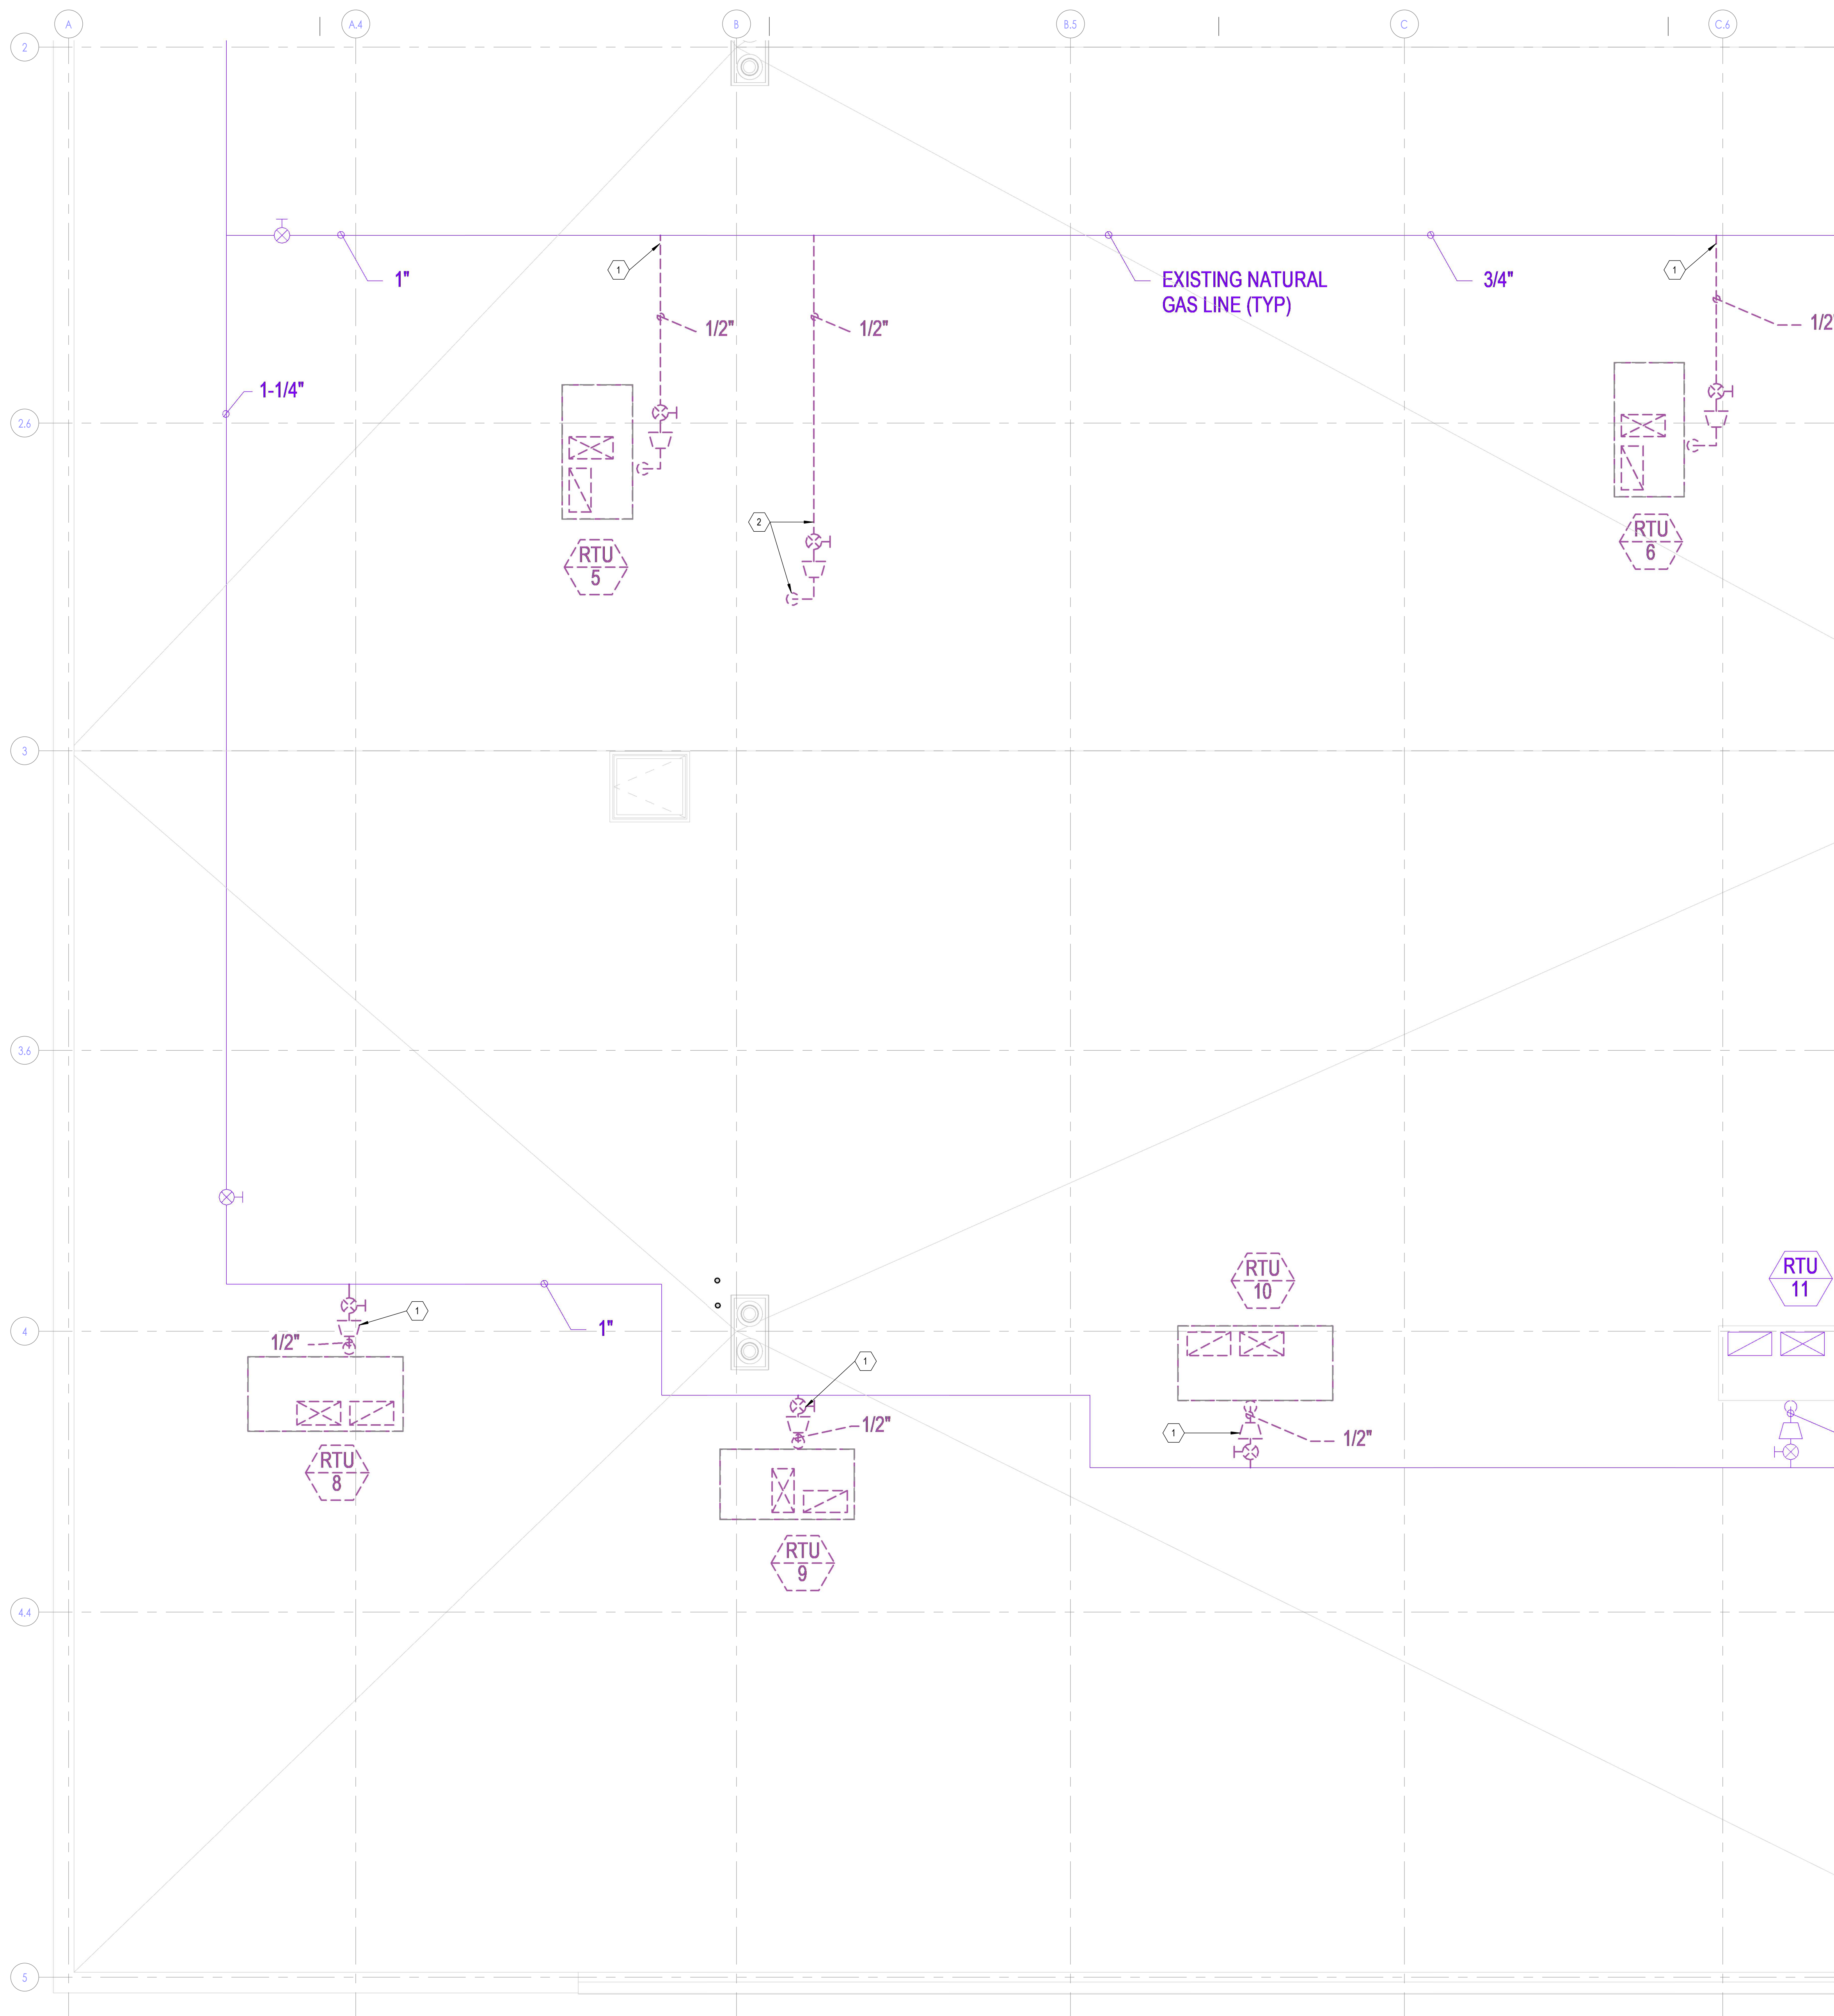 A
A.4
B
B.5
C
C.6
2
1"
1
EXISTING NATURAL
GAS LINE (TYP)
3/4"
1
1/2"
1/2"
1/2"
1-1/4"
2.6
2
RTU
5
RTU
6
3
3.6
RTU
10
RTU
11
1
1"
4
1/2"
1
1/2"
1
1/2"
RTU
8
RTU
9
4.4
5